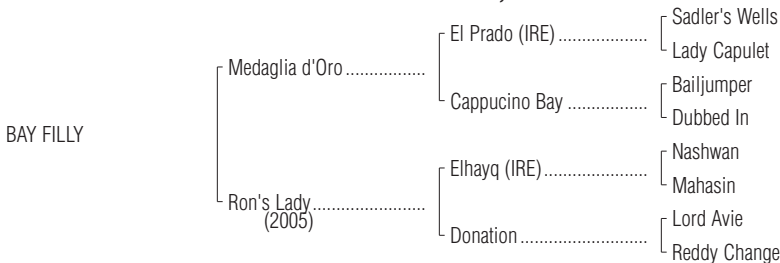 Sadler's Wells
El Prado (IRE) ....................
Lady Capulet
Medaglia d'Oro .................
Bailjumper
Cappucino Bay ..................
Dubbed In
BAY FILLY
Nashwan
Elhayq (IRE).......................
Mahasin
Ron's Lady........................
(2005)
Lord Avie
Donation............................
Reddy Change